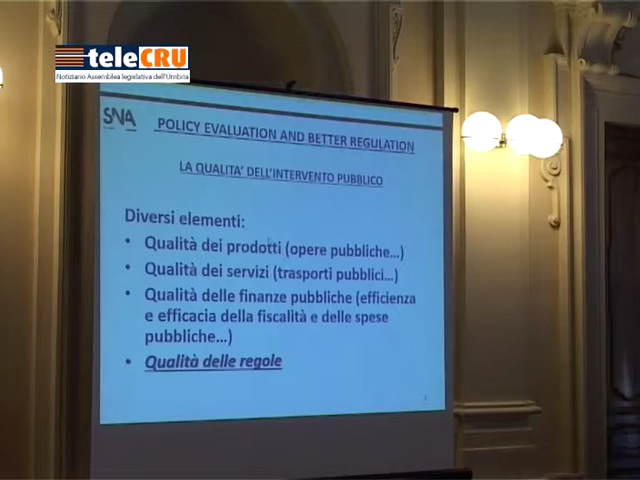 teleCRU
Notiziario Assemblea legislativa dell'Umbria
SNA
POLICY EVALUATION AND BETTER REGULATION
LA QUALITA' DELL'INTERVENTO PUBBLICO
Diversi elementi:
• Qualità dei prodotti (opere pubbliche...)
• Qualità dei servizi (trasporti pubblici...)
• Qualità delle finanze pubbliche (efficienza
e efficacia della fiscalità e delle spese
pubbliche...)
• Qualità delle regole